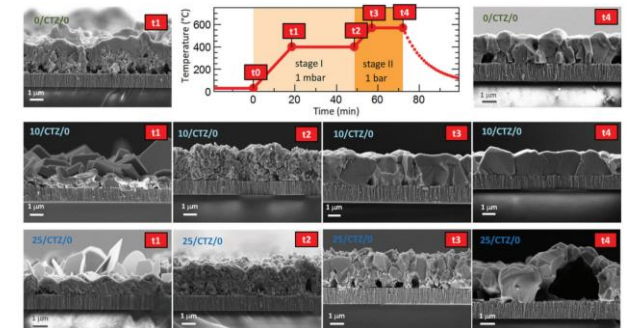 0/CTZ/0 t1
1 µm
Temperature (°C)
600
400
200
0
t0
t1
t2
t3
t4
stage I
1 mbar
stage II
1 bar
0 20 40 60 80
Time (min)
0/CTZ/0 t4
1 µm
10/CTZ/0 t1
1 µm
10/CTZ/0 t2
1 µm
10/CTZ/0 t3
1 µm
10/CTZ/0 t4
1 µm
25/CTZ/0 t1
1 µm
25/CTZ/0 t2
1 µm
25/CTZ/0 t3
1 µm
25/CTZ/0 t4
1 µm